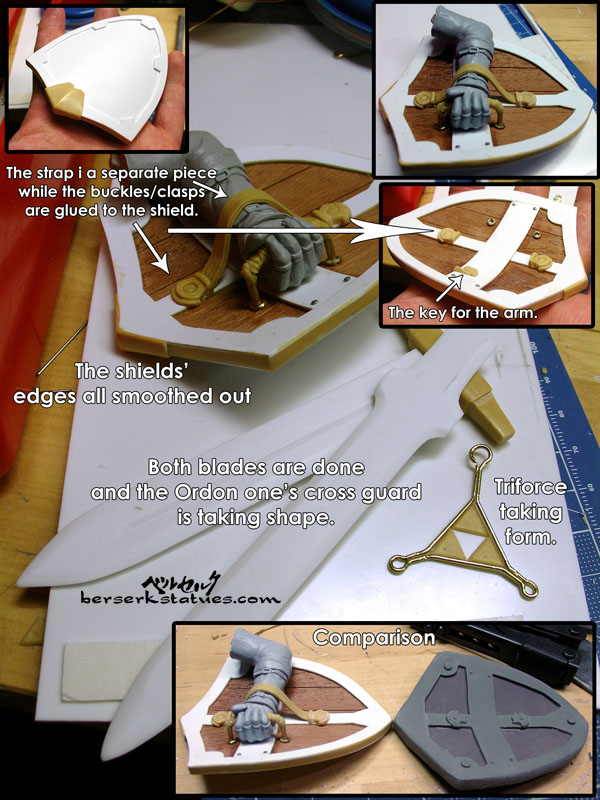 The strap i a separate piece
while the buckles/clasps
are glued to the shield.
The key for the arm.
The shields'
edges all smoothed out
Both blades are done
and the Ordon one's cross guard
is taking shape.
Triforce
taking
form.
ベルセルク
berserkstatues.com
Comparison